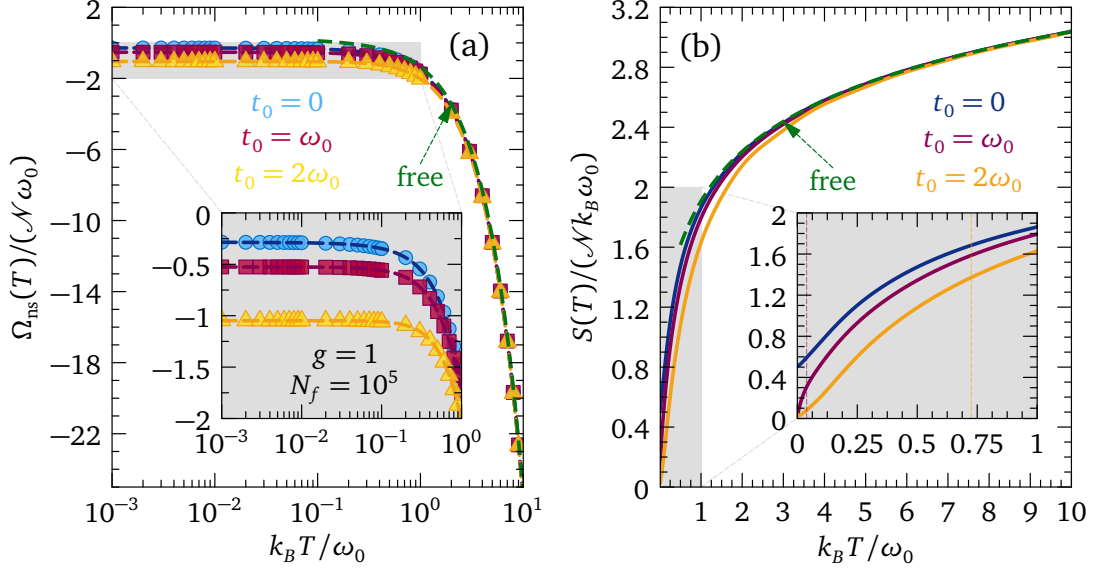 (a)
t₀ = 0
t₀ = ω₀
t₀ = 2ω₀
free
Ω_ns(T)/(𝒩ω₀)
−2
−6
−10
−14
−18
−22
10⁻³ 10⁻² 10⁻¹ 10⁰ 10¹
k_B T/ω₀
0
−0.5
−1
−1.5
−2
10⁻³ 10⁻² 10⁻¹ 10⁰
g = 1
N_f = 10⁵
(b)
t₀ = 0
t₀ = ω₀
t₀ = 2ω₀
free
S(T)/(𝒩k_Bω₀)
3.2
2.8
2.4
2
1.6
1.2
0.8
0.4
0
1 2 3 4 5 6 7 8 9 10
k_B T/ω₀
2
1.6
1.2
0.8
0.4
0
0 0.25 0.5 0.75 1